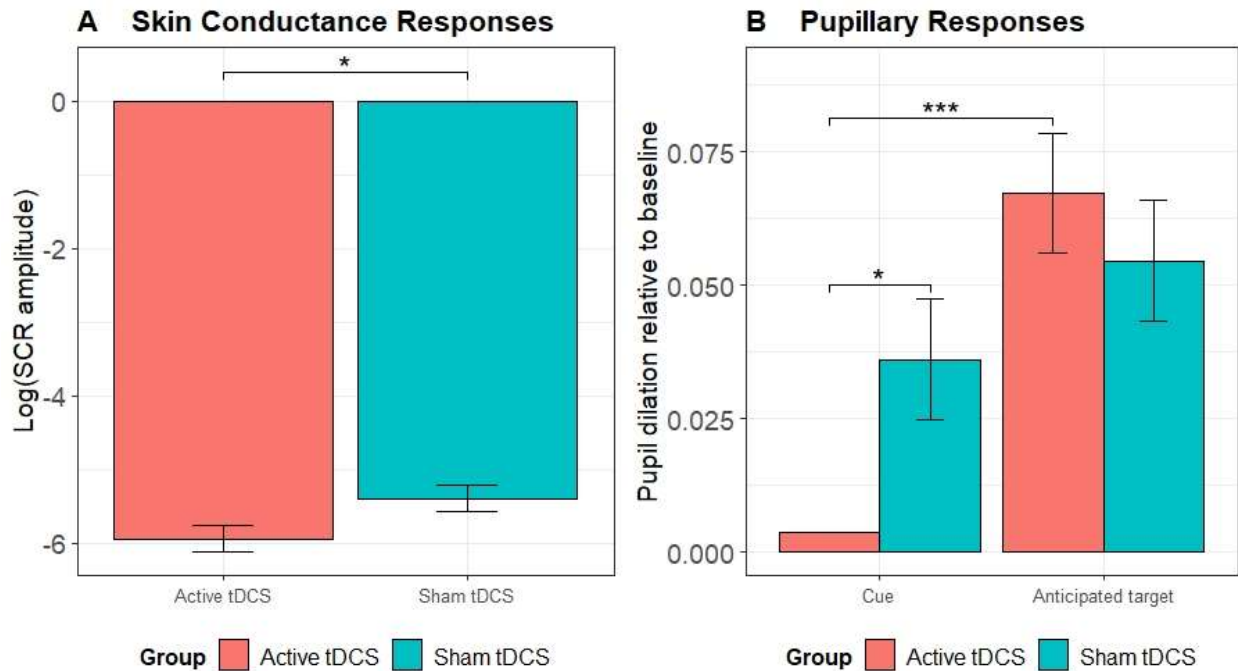 A Skin Conductance Responses
*
0
-2
-4
-6
Log(SCR amplitude)
Active tDCS Sham tDCS
Group Active tDCS Sham tDCS
B Pupillary Responses
***
*
0.075
0.050
0.025
0.000
Pupil dilation relative to baseline
Cue Anticipated target
Group Active tDCS Sham tDCS